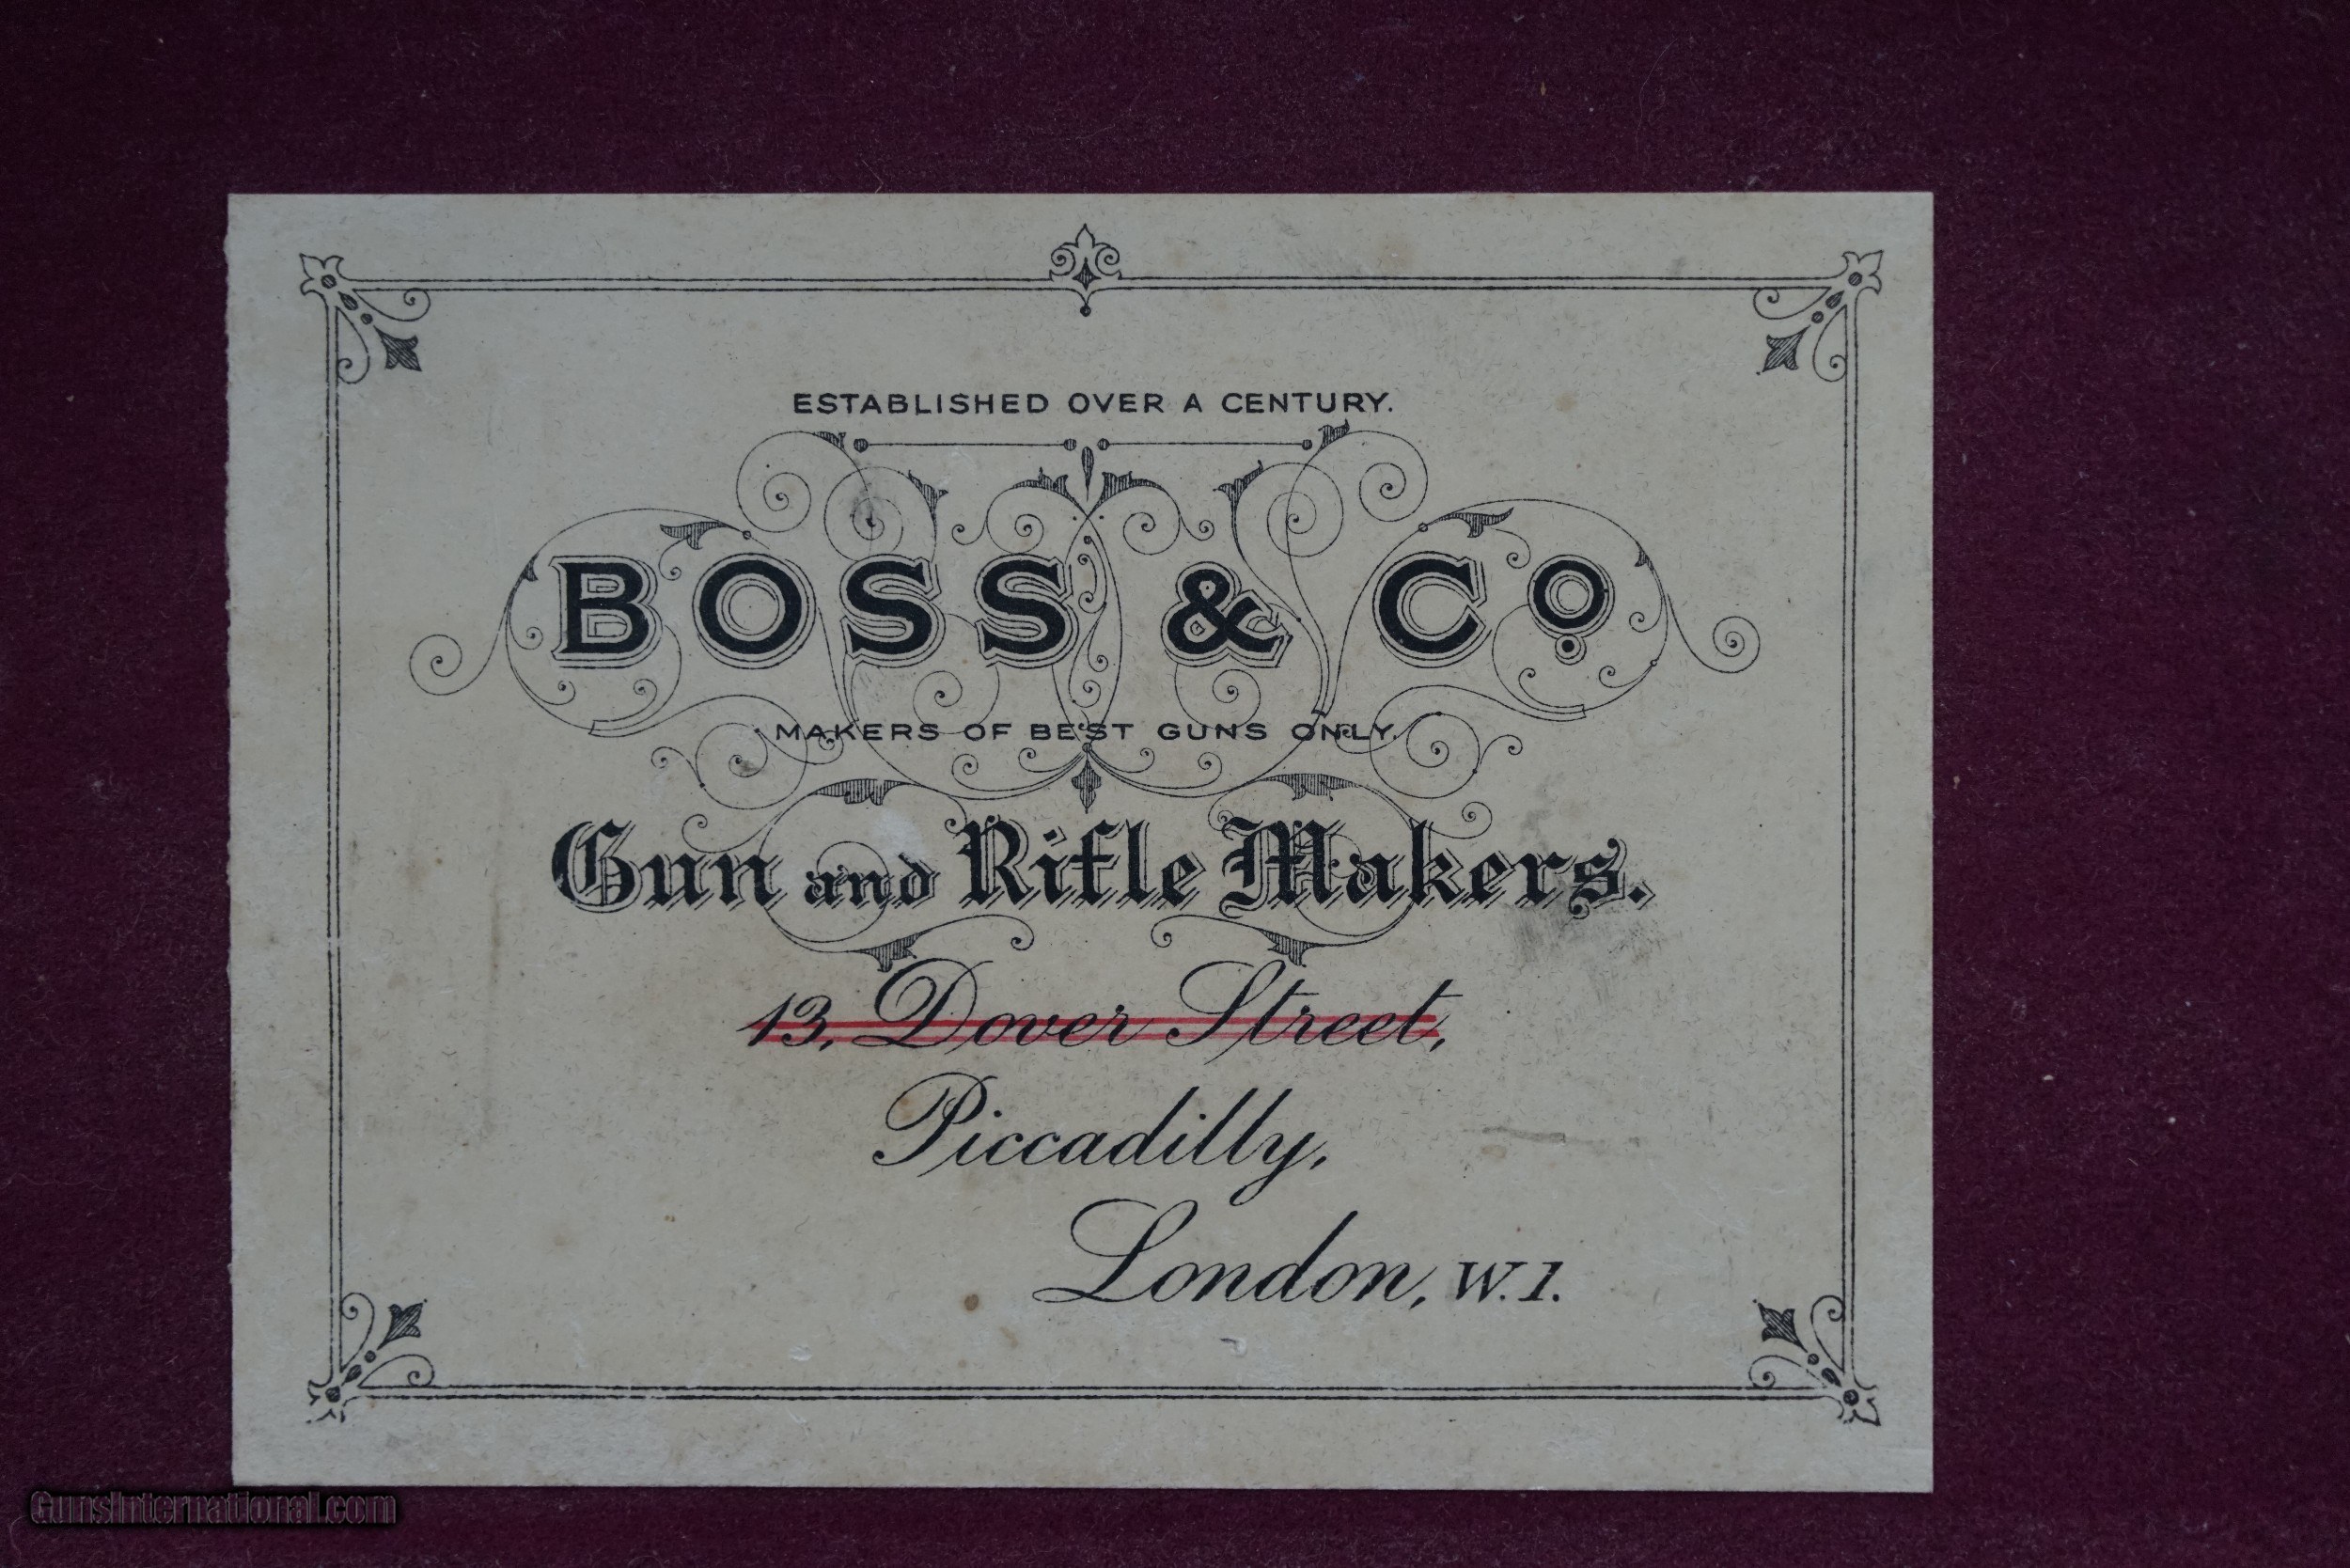 ESTABLISHED OVER A CENTURY.
BOSS & Co.
MAKERS OF BEST GUNS ONLY.
Gun and Rifle Makers.
13, Dover Street,
Piccadilly,
London, W.1.
GunsInternational.com